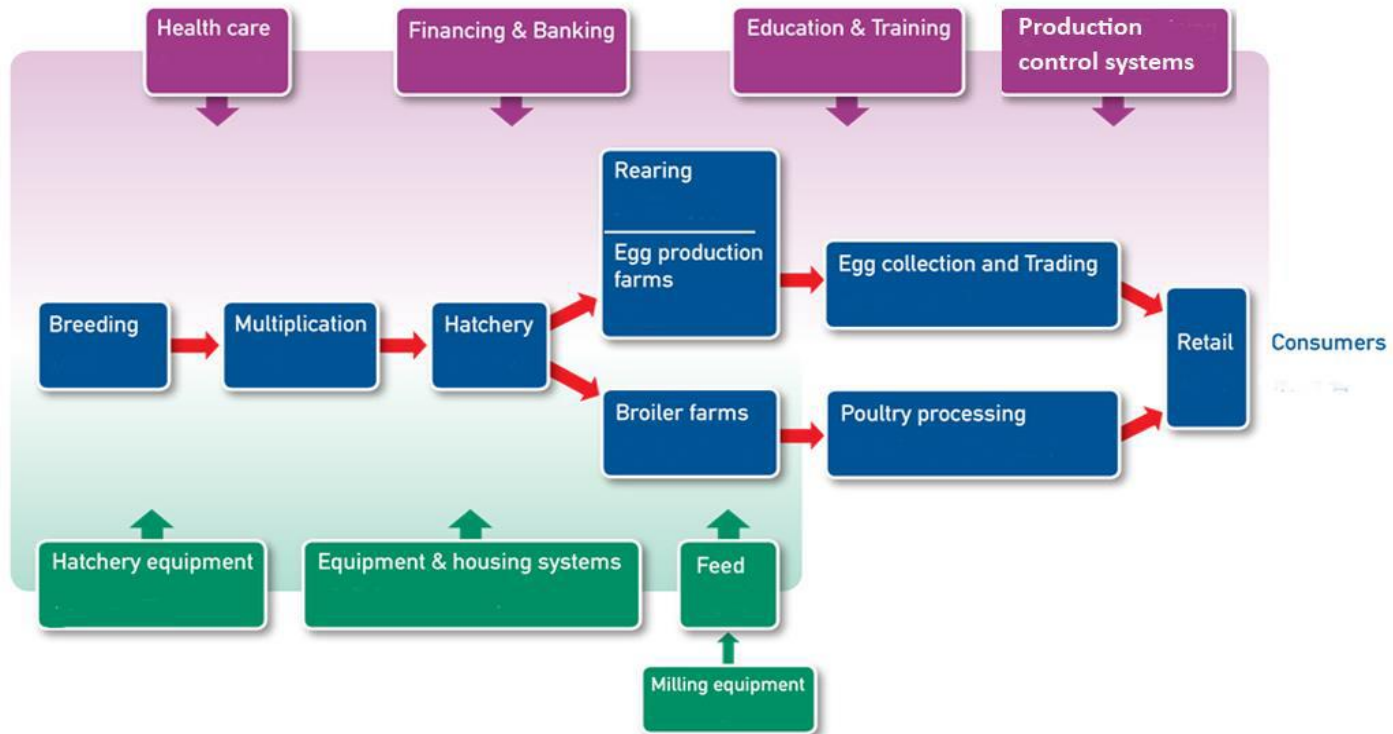 Health care
Financing & Banking
Education & Training
Production
control systems
Rearing
Egg production
farms
Egg collection and Trading
Breeding
Multiplication
Hatchery
Retail
Consumers
Broiler farms
Poultry processing
Hatchery equipment
Equipment & housing systems
Feed
Milling equipment